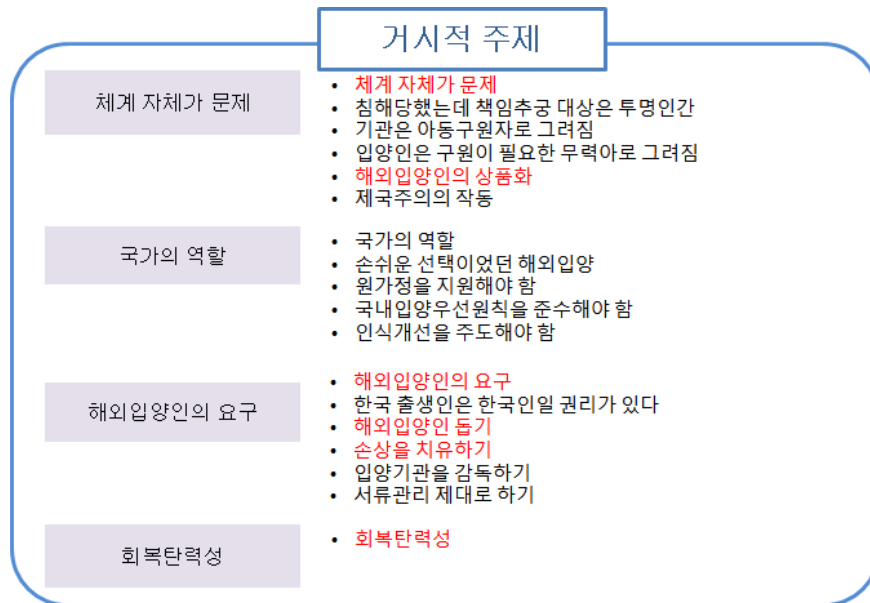 거시적 주제
체계 자체가 문제
• 체계 자체가 문제
• 침해당했는데 책임추궁 대상은 투명인간
• 기관은 아동구원자로 그려짐
• 입양인은 구원이 필요한 무력아로 그려짐
• 해외입양인의 상품화
• 제국주의의 작동
국가의 역할
• 국가의 역할
• 손쉬운 선택이었던 해외입양
• 원가정을 지원해야 함
• 국내입양우선원칙을 준수해야 함
• 인식개선을 주도해야 함
해외입양인의 요구
• 해외입양인의 요구
• 한국 출생인은 한국인일 권리가 있다
• 해외입양인 돕기
• 손상을 치유하기
• 입양기관을 감독하기
• 서류관리 제대로 하기
회복탄력성
• 회복탄력성